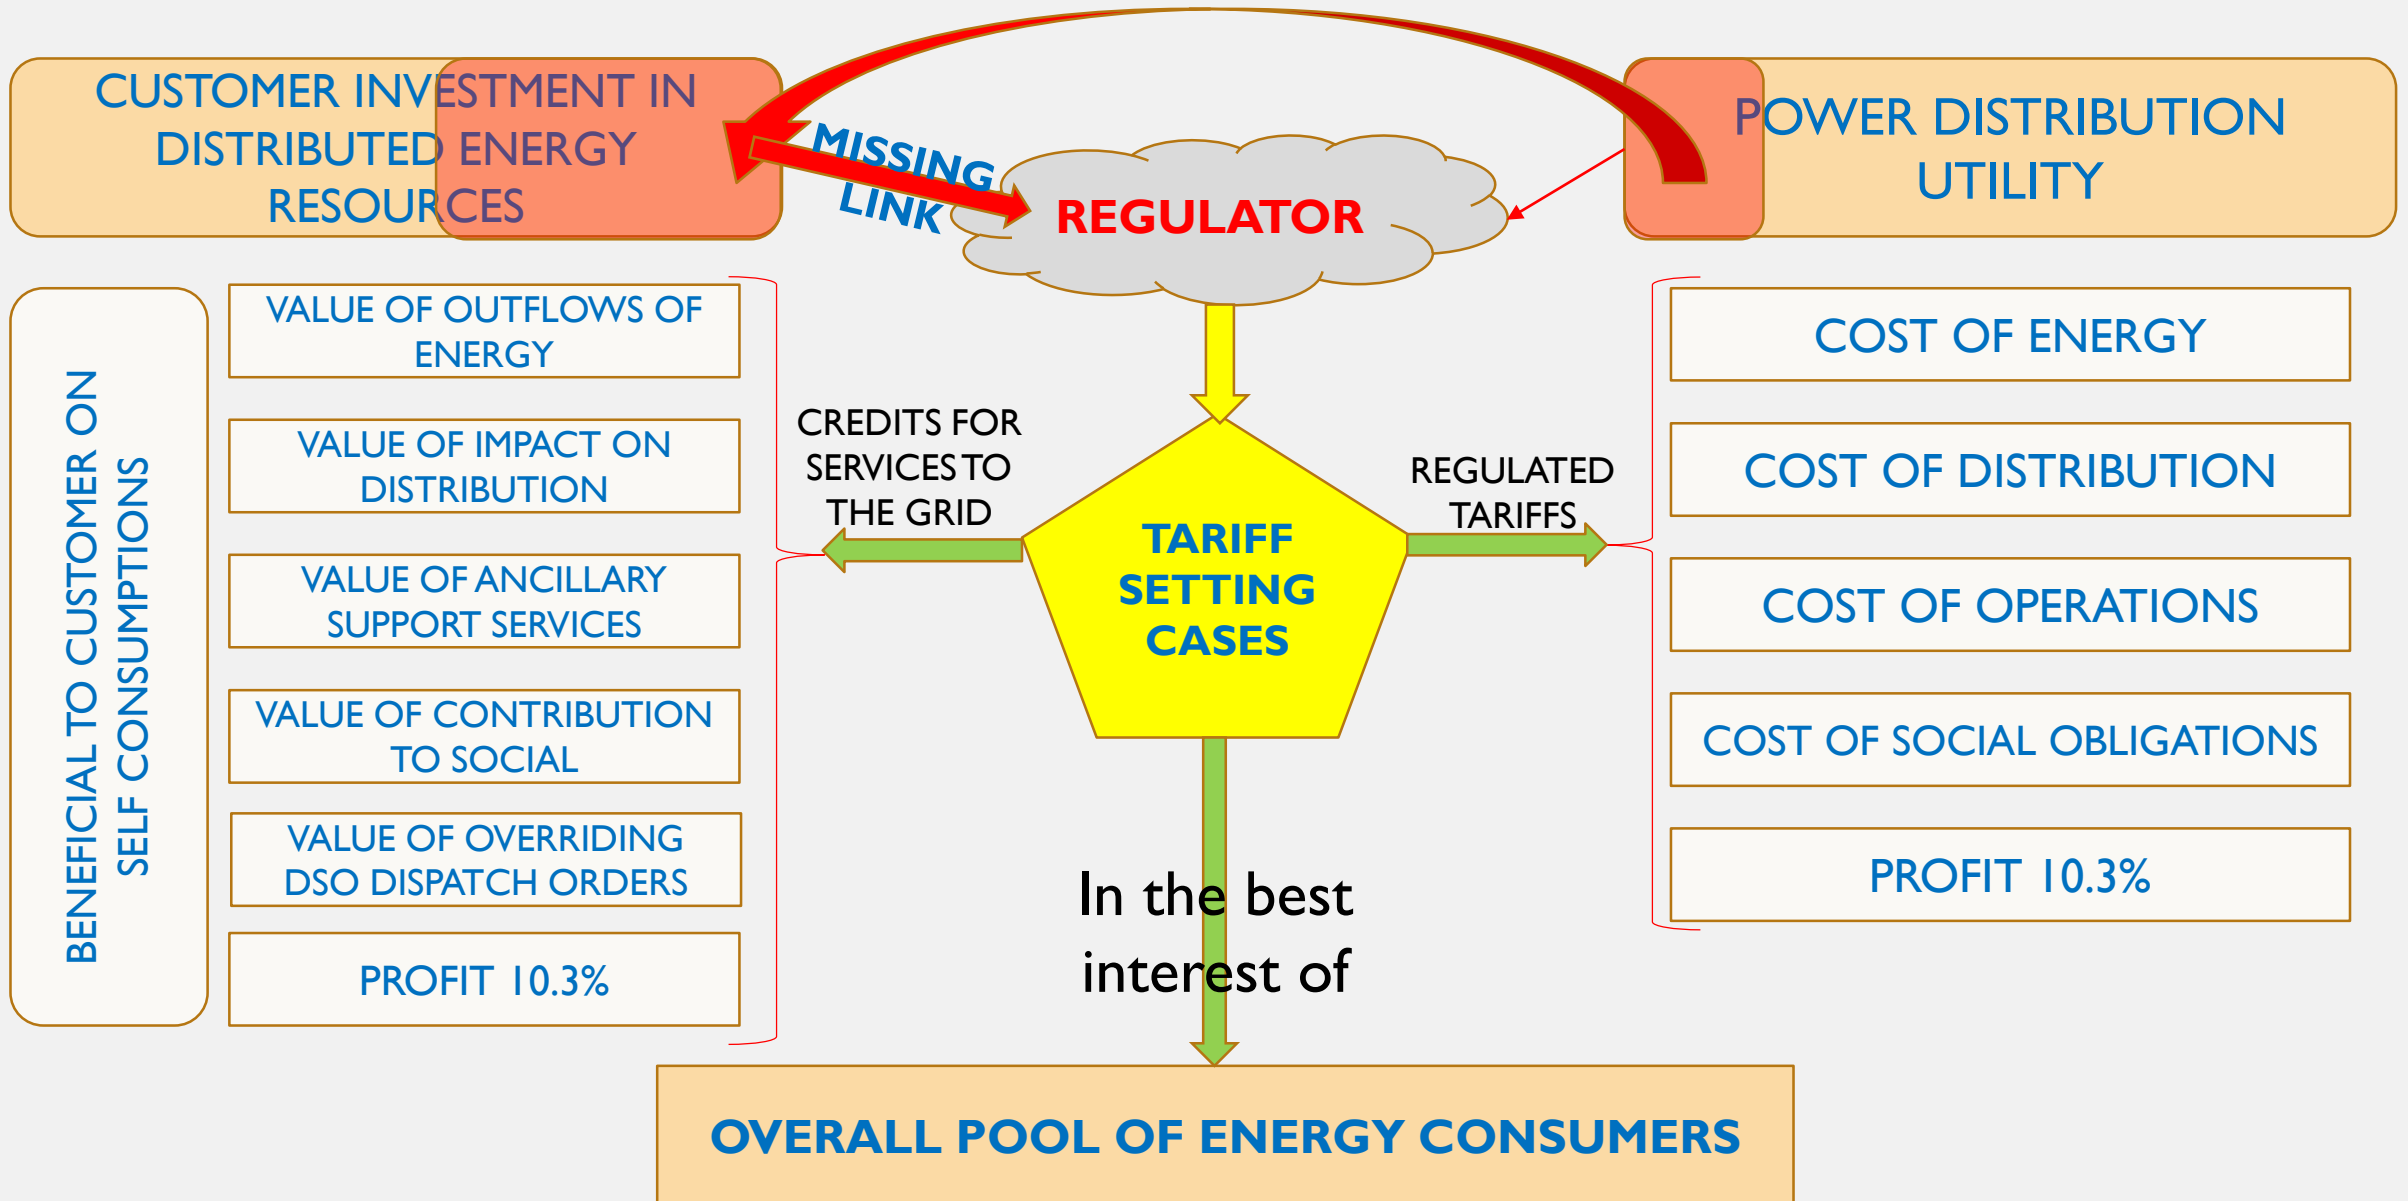 CUSTOMER INVESTMENT IN
DISTRIBUTED ENERGY
RESOURCES
MISSING
LINK
REGULATOR
POWER DISTRIBUTION
UTILITY
BENEFICIAL TO CUSTOMER ON
SELF CONSUMPTIONS
VALUE OF OUTFLOWS OF
ENERGY
VALUE OF IMPACT ON
DISTRIBUTION
VALUE OF ANCILLARY
SUPPORT SERVICES
VALUE OF CONTRIBUTION
TO SOCIAL
VALUE OF OVERRIDING
DSO DISPATCH ORDERS
PROFIT 10.3%
CREDITS FOR
SERVICES TO
THE GRID
TARIFF
SETTING
CASES
REGULATED
TARIFFS
COST OF ENERGY
COST OF DISTRIBUTION
COST OF OPERATIONS
COST OF SOCIAL OBLIGATIONS
PROFIT 10.3%
In the best
interest of
OVERALL POOL OF ENERGY CONSUMERS